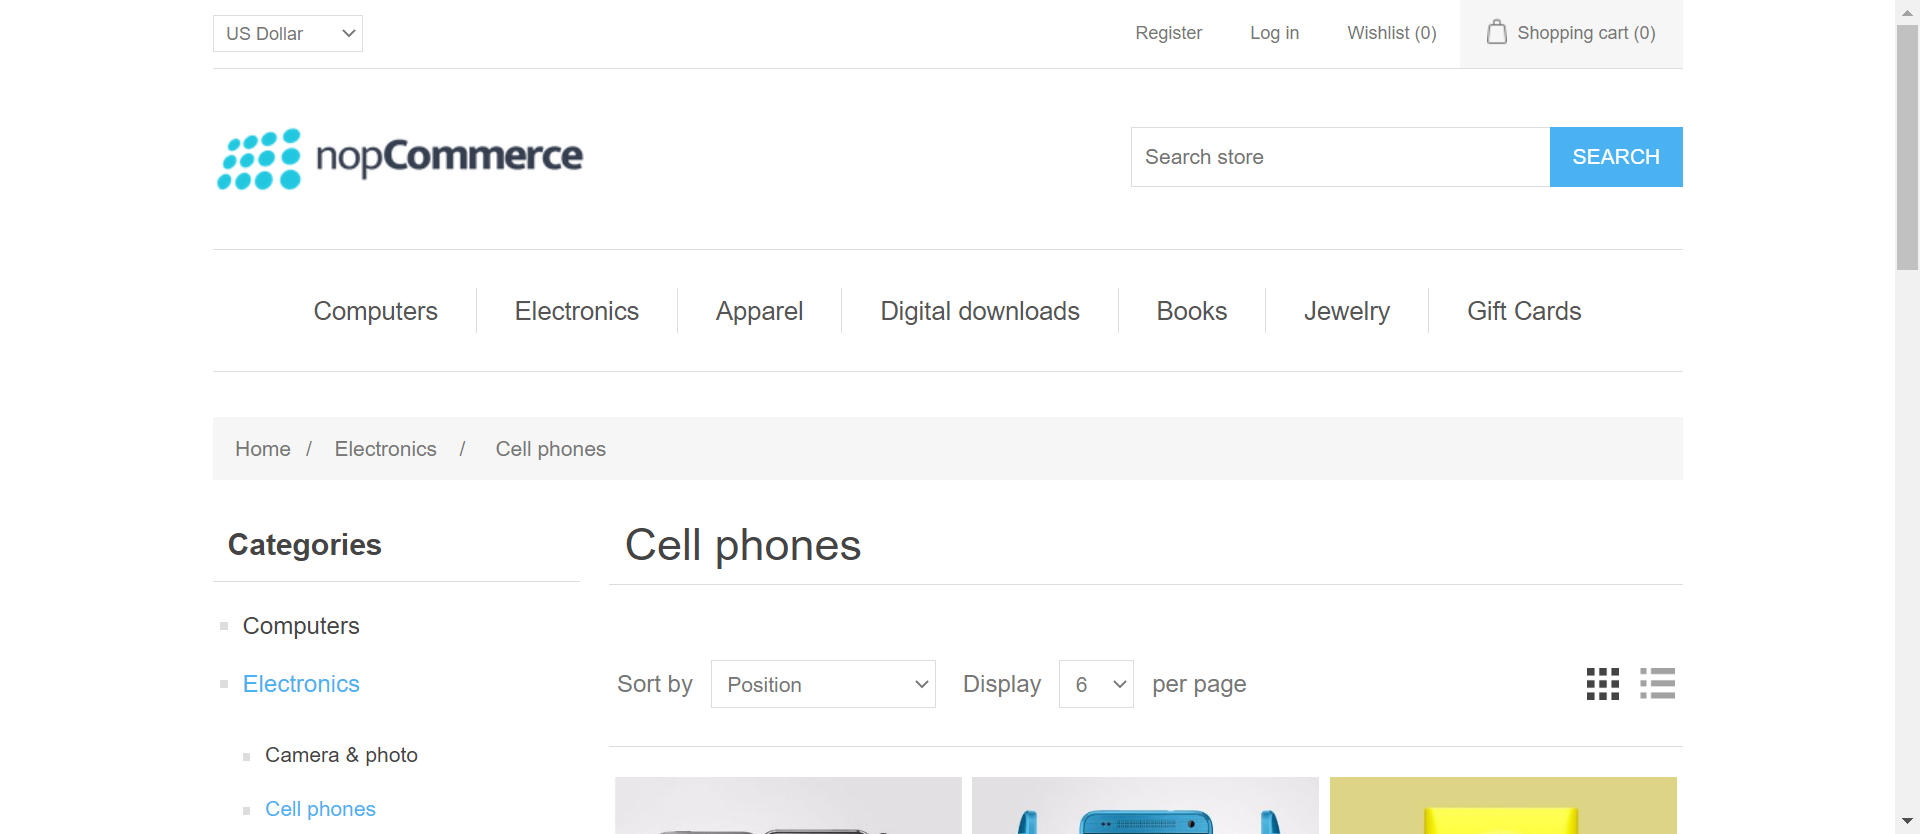 US Dollar
Register
Log in
Wishlist (0)
Shopping cart (0)
nopCommerce
Search store
SEARCH
Computers
Electronics
Apparel
Digital downloads
Books
Jewelry
Gift Cards
Home / Electronics / Cell phones
Categories
Computers
Electronics
Camera & photo
Cell phones
Cell phones
Sort by Position Display 6 per page